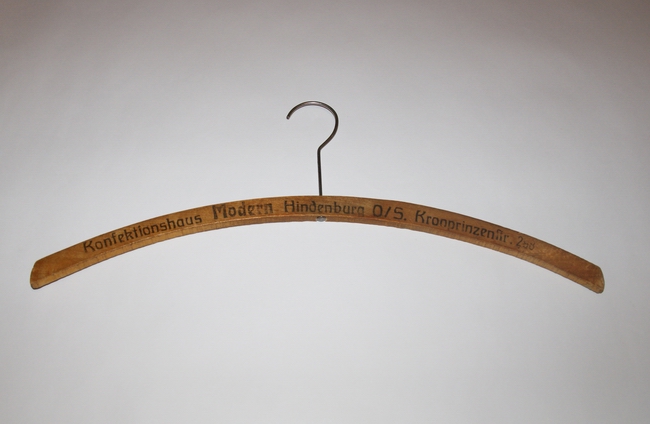 Konfektionshaus Modern, Hindenburg O/S. Kronprinzenstr.